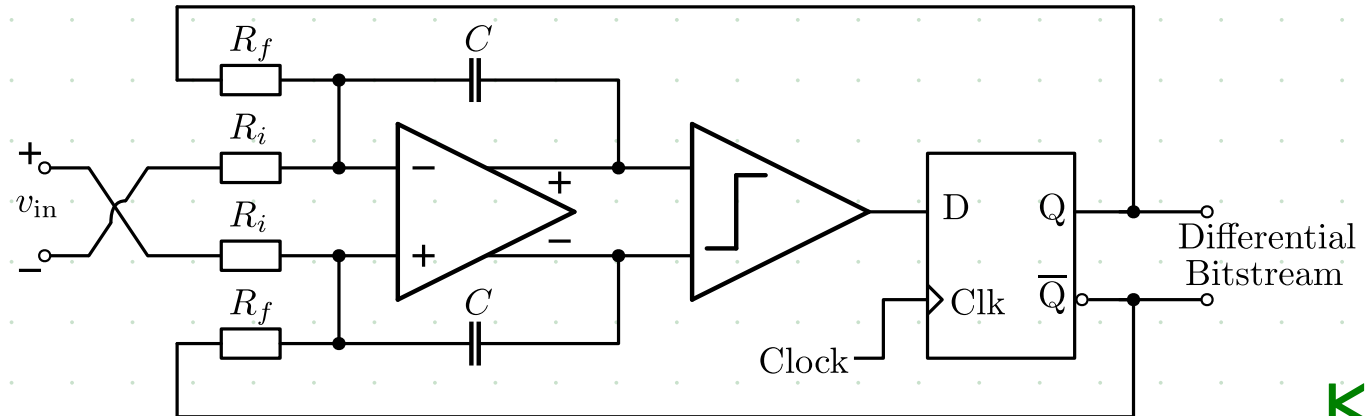 R_f
C
R_i
+
v_in
−
R_i
R_f
C
−
+
+
−
D
Q
Clk
Q̅
Clock
Differential
Bitstream
K